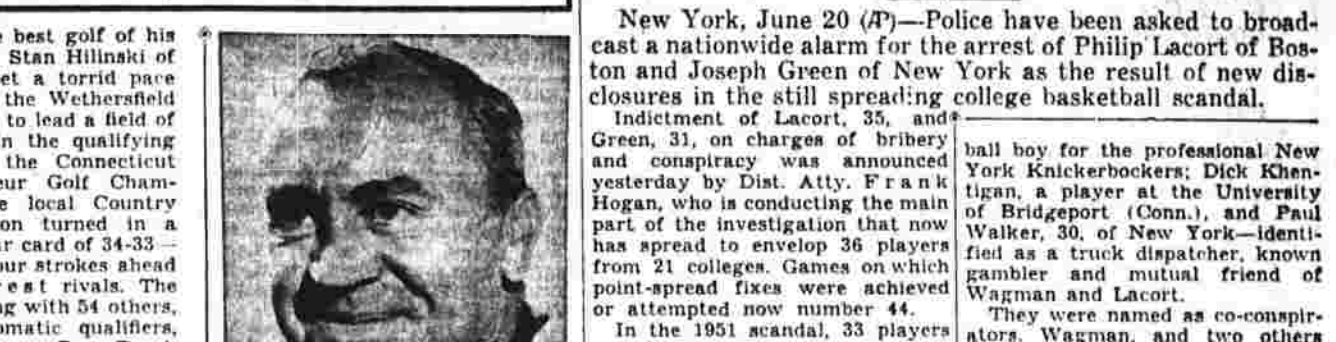 e best golf of his
Stan Hilinski of
et a torrid pace
the Wethersfield
to lead a field of
n the qualifying
the Connecticut
eur Golf Cham-
e local Country
on turned in a
r card of 34-33 —
our strokes ahead
rest rivals. The
ng with 54 others,
omatic qualifiers,
New York, June 20 (AP)—Police have been asked to broad-
cast a nationwide alarm for the arrest of Philip Lacort of Bos-
ton and Joseph Green of New York as the result of new dis-
closures in the still spreading college basketball scandal.
Indictment of Lacort, 35, and
Green, 31, on charges of bribery
and conspiracy was announced
yesterday by Dist. Atty. Frank
Hogan, who is conducting the main
part of the investigation that now
has spread to envelop 36 players
from 21 colleges. Games on which
point-spread fixes were achieved
or attempted now number 44.
In the 1951 scandal, 33 players
ball boy for the professional New
York Knickerbockers; Dick Khen-
tigan, a player at the University
of Bridgeport (Conn.), and Paul
Walker, 30, of New York—identi-
fied as a truck dispatcher, known
gambler and mutual friend of
Wagman and Lacort.
They were named as co-conspir-
ators. Wagman, and two others